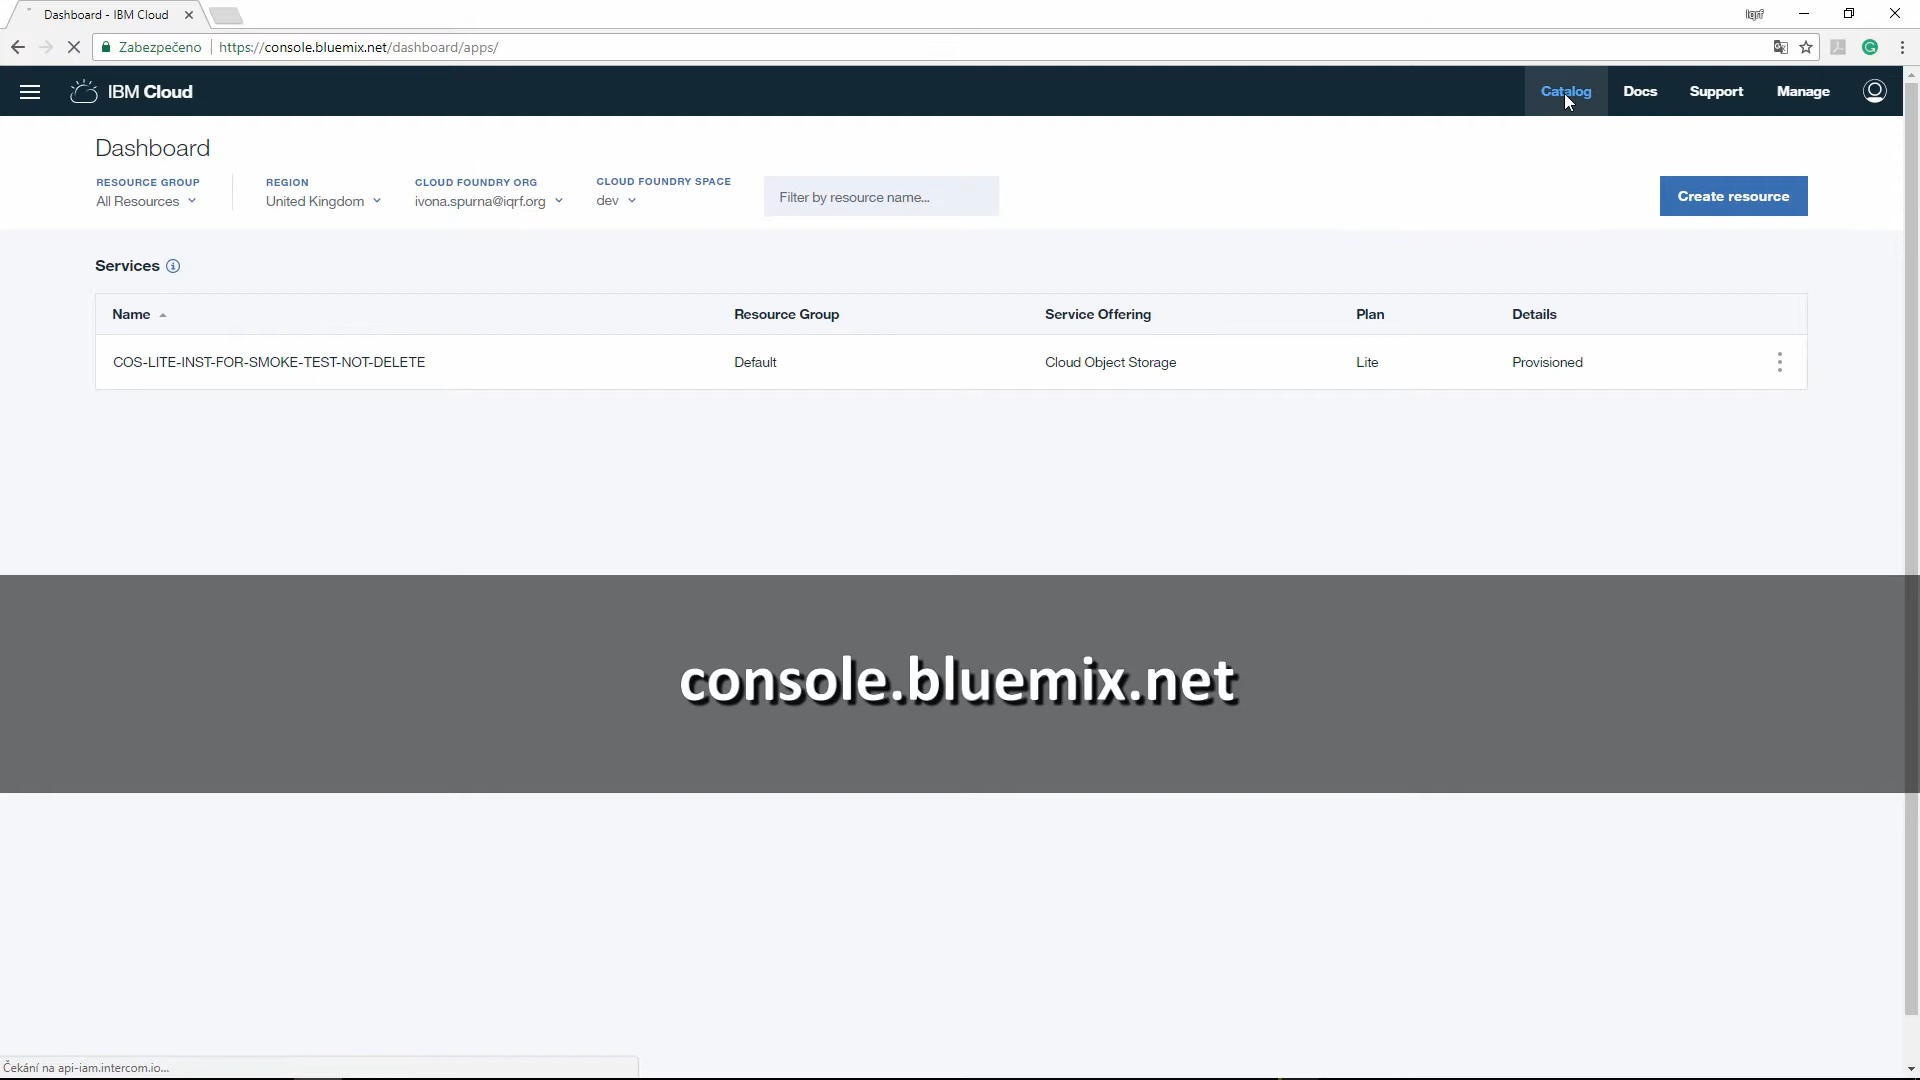 Dashboard - IBM Cloud
Iqrf
Zabezpečeno https://console.bluemix.net/dashboard/apps/
IBM Cloud Catalog Docs Support Manage
Dashboard
RESOURCE GROUP REGION CLOUD FOUNDRY ORG CLOUD FOUNDRY SPACE
All Resources United Kingdom ivona.spurna@iqrf.org dev Filter by resource name... Create resource
Services
Name Resource Group Service Offering Plan Details
COS-LITE-INST-FOR-SMOKE-TEST-NOT-DELETE Default Cloud Object Storage Lite Provisioned
console.bluemix.net
Čekání na api-iam.intercom.io...